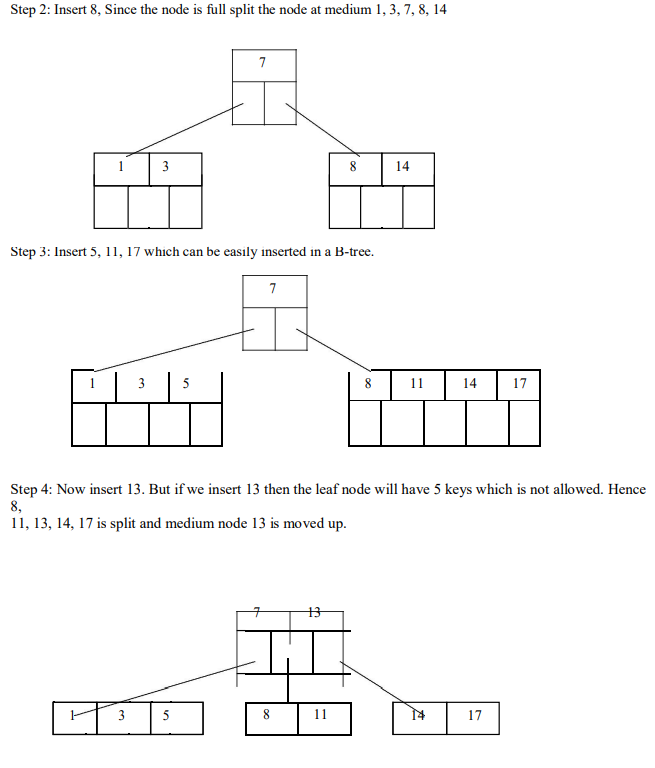 Step 2: Insert 8, Since the node is full split the node at medium 1, 3, 7, 8, 14
7
1 3 8 14
Step 3: Insert 5, 11, 17 which can be easily inserted in a B-tree.
7
1 3 5 8 11 14 17
Step 4: Now insert 13. But if we insert 13 then the leaf node will have 5 keys which is not allowed. Hence
8,
11, 13, 14, 17 is split and medium node 13 is moved up.
7 13
1 3 5 8 11 14 17